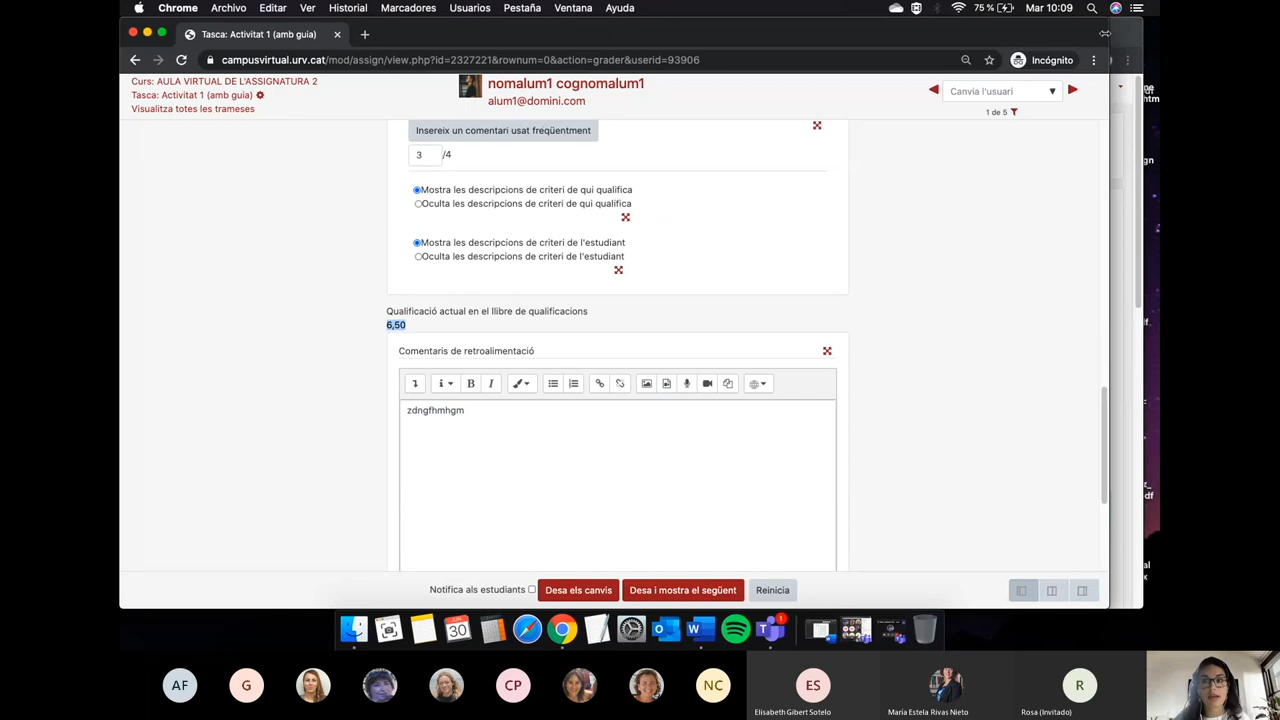 Chrome Archivo Editar Ver Historial Marcadores Usuarios Pestaña Ventana Ayuda 75 % Mar 10:09
Tasca: Activitat 1 (amb guia)
campusvirtual.urv.cat/mod/assign/view.php?id=2327221&rownum=0&action=grader&userid=93906
Incógnito
Curs: AULA VIRTUAL DE L'ASSIGNATURA 2
Tasca: Activitat 1 (amb guia)
Visualitza totes les trameses
nomalum1 cognomalum1
alum1@domini.com
Canvia l'usuari
1 de 5
Insereix un comentari usat freqüentment
3 /4
Mostra les descripcions de criteri de qui qualifica
Oculta les descripcions de criteri de qui qualifica
Mostra les descripcions de criteri de l'estudiant
Oculta les descripcions de criteri de l'estudiant
Qualificació actual en el llibre de qualificacions
6,50
Comentaris de retroalimentació
B I
zdngfhmhgm
Notifica als estudiants Desa els canvis Desa i mostra el següent Reinicia
JUN
30
1
AF G CP NC ES R
Elisabeth Gibert Sotelo María Estela Rivas Nieto Rosa (Invitado)